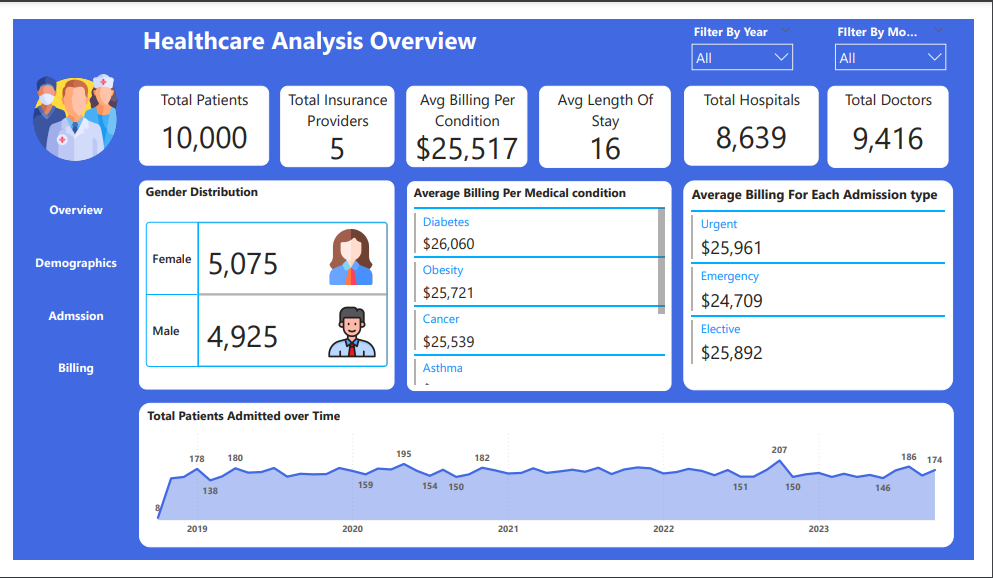 Healthcare Analysis Overview
Filter By Year
FIlter By Mo...
All
All
Total Patients
10,000
Total Insurance
Providers
5
Avg Billing Per
Condition
$25,517
Avg Length Of
Stay
16
Total Hospitals
8,639
Total Doctors
9,416
Overview
Demographics
Admssion
Billing
Gender Distribution
Female
5,075
Male
4,925
Average Billing Per Medical condition
Diabetes
$26,060
Obesity
$25,721
Cancer
$25,539
Asthma
Average Billing For Each Admission type
Urgent
$25,961
Emergency
$24,709
Elective
$25,892
Total Patients Admitted over Time
8
178
138
180
159
195
154
150
182
151
207
150
146
186
174
2019
2020
2021
2022
2023